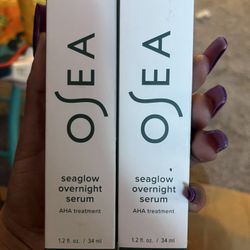 OSEA
seaglow
overnight
serum
AHA treatment
1.2 fl. oz. / 34 ml
OSEA
seaglow
overnight
serum
AHA treatment
1.2 fl. oz. / 34 ml